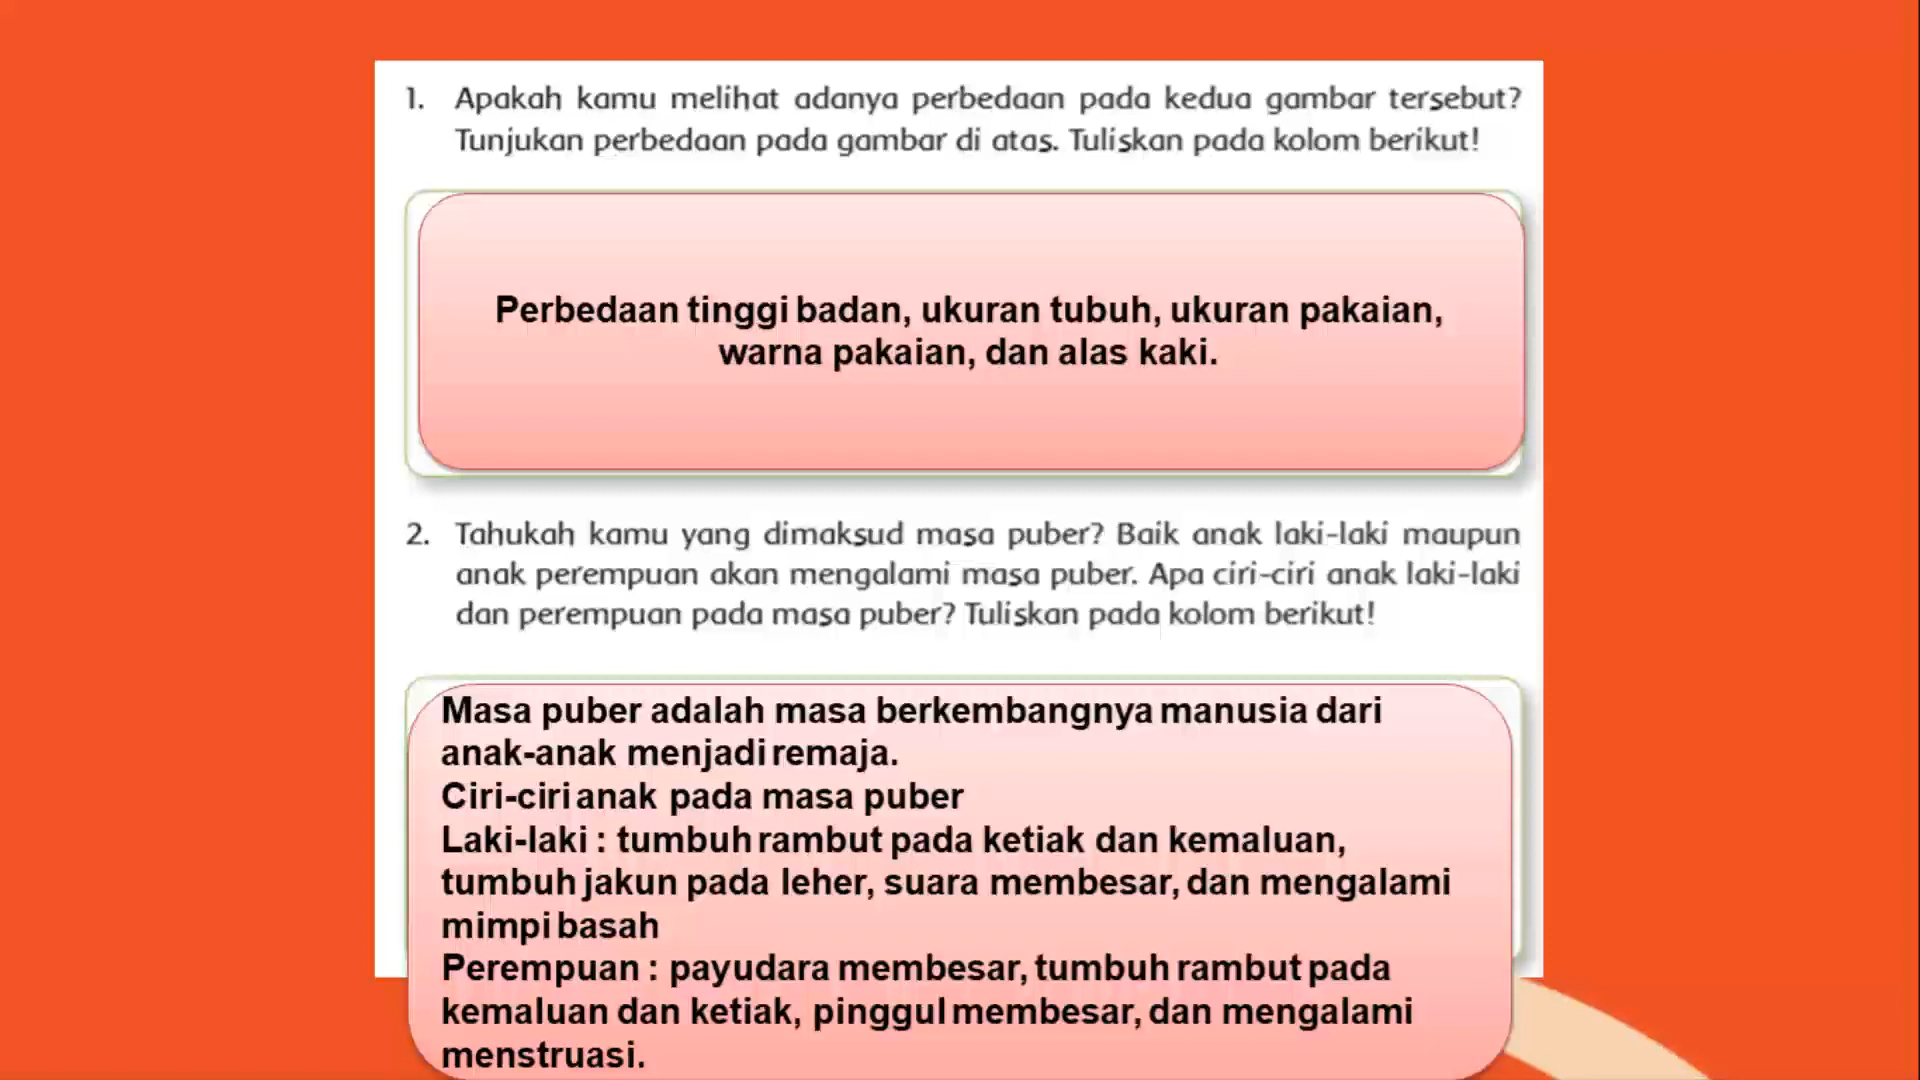 1. Apakah kamu melihat adanya perbedaan pada kedua gambar tersebut?
Tunjukan perbedaan pada gambar di atas. Tuliskan pada kolom berikut!
Perbedaan tinggi badan, ukuran tubuh, ukuran pakaian,
warna pakaian, dan alas kaki.
2. Tahukah kamu yang dimaksud masa puber? Baik anak laki-laki maupun
anak perempuan akan mengalami masa puber. Apa ciri-ciri anak laki-laki
dan perempuan pada masa puber? Tuliskan pada kolom berikut!
Masa puber adalah masa berkembangnya manusia dari
anak-anak menjadi remaja.
Ciri-ciri anak pada masa puber
Laki-laki : tumbuh rambut pada ketiak dan kemaluan,
tumbuh jakun pada leher, suara membesar, dan mengalami
mimpi basah
Perempuan : payudara membesar, tumbuh rambut pada
kemaluan dan ketiak, pinggul membesar, dan mengalami
menstruasi.